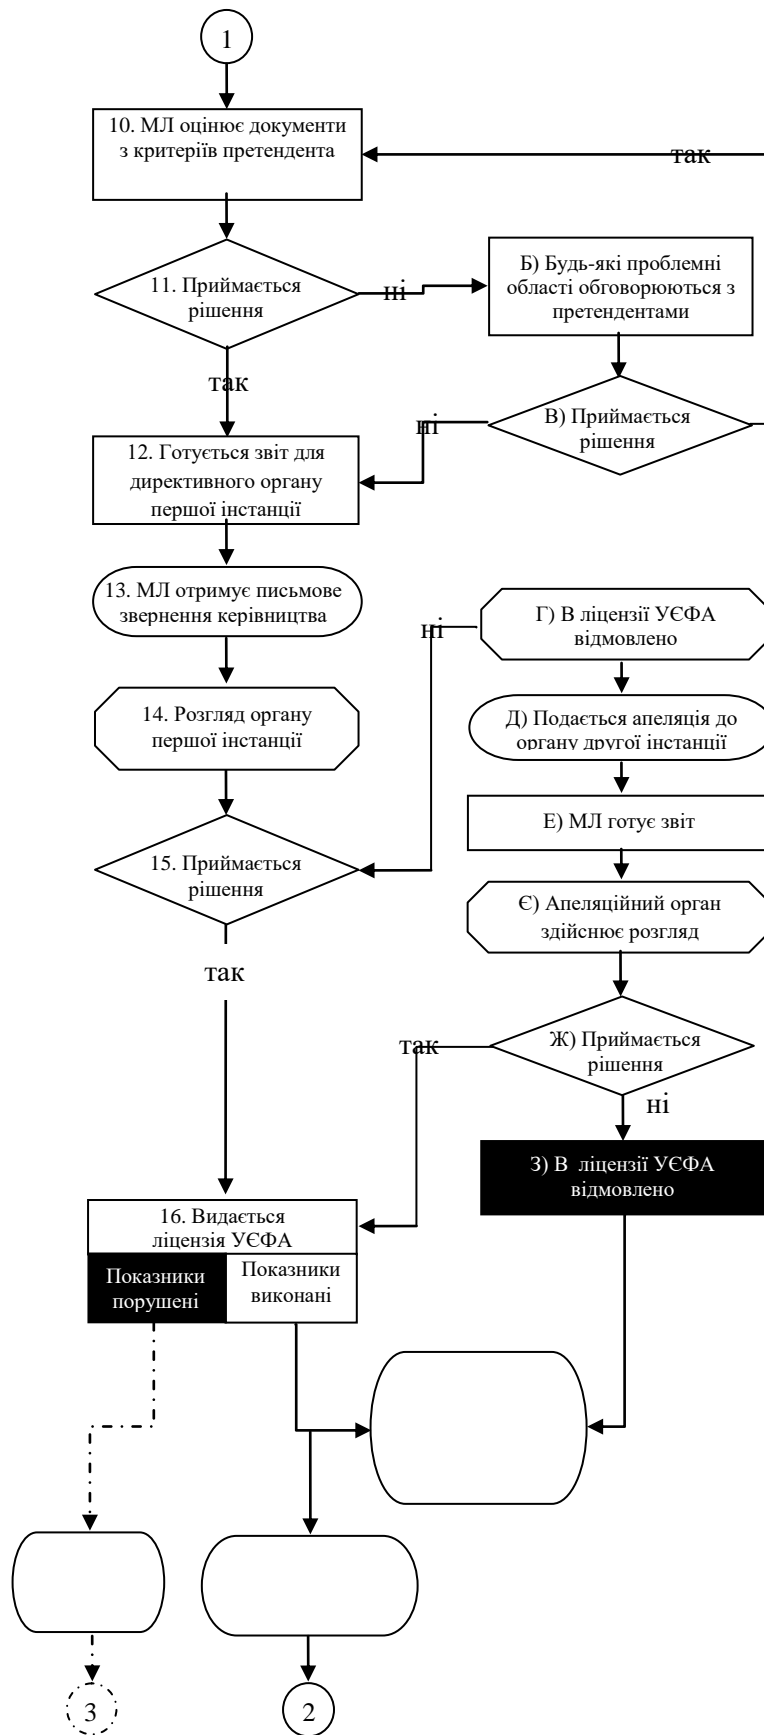 1
10. МЛ оцінює документи
з критеріїв претендента
так
11. Приймається
рішення
ні
Б) Будь-які проблемні
області обговорюються з
претендентами
так
В) Приймається
рішення
ні
12. Готується звіт для
директивного органу
першої інстанції
13. МЛ отримує письмове
звернення керівництва
Г) В ліцензії УЄФА
відмовлено
ні
14. Розгляд органу
першої інстанції
Д) Подається апеляція до
органу другої інстанції
Е) МЛ готує звіт
15. Приймається
рішення
Є) Апеляційний орган
здійснює розгляд
так
Ж) Приймається
рішення
так
ні
З) В ліцензії УЄФА
відмовлено
16. Видається
ліцензія УЄФА
Показники
порушені
Показники
виконані
3
2